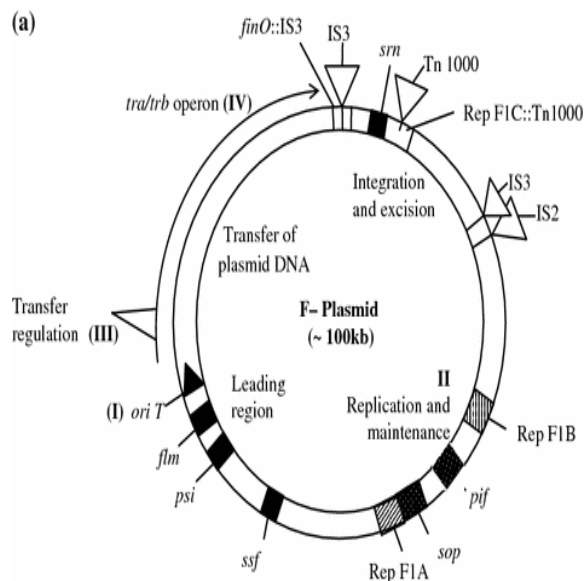 (a)
finO::IS3
IS3
srn
Tn 1000
Rep F1C::Tn1000
tra/trb operon (IV)
Integration
and excision
IS3
IS2
Transfer of
plasmid DNA
F– Plasmid
(~ 100kb)
Transfer
regulation (III)
II
Replication and
maintenance
Leading
region
(I) ori T
Rep F1B
flm
pif
psi
ssf
Rep F1A
sop